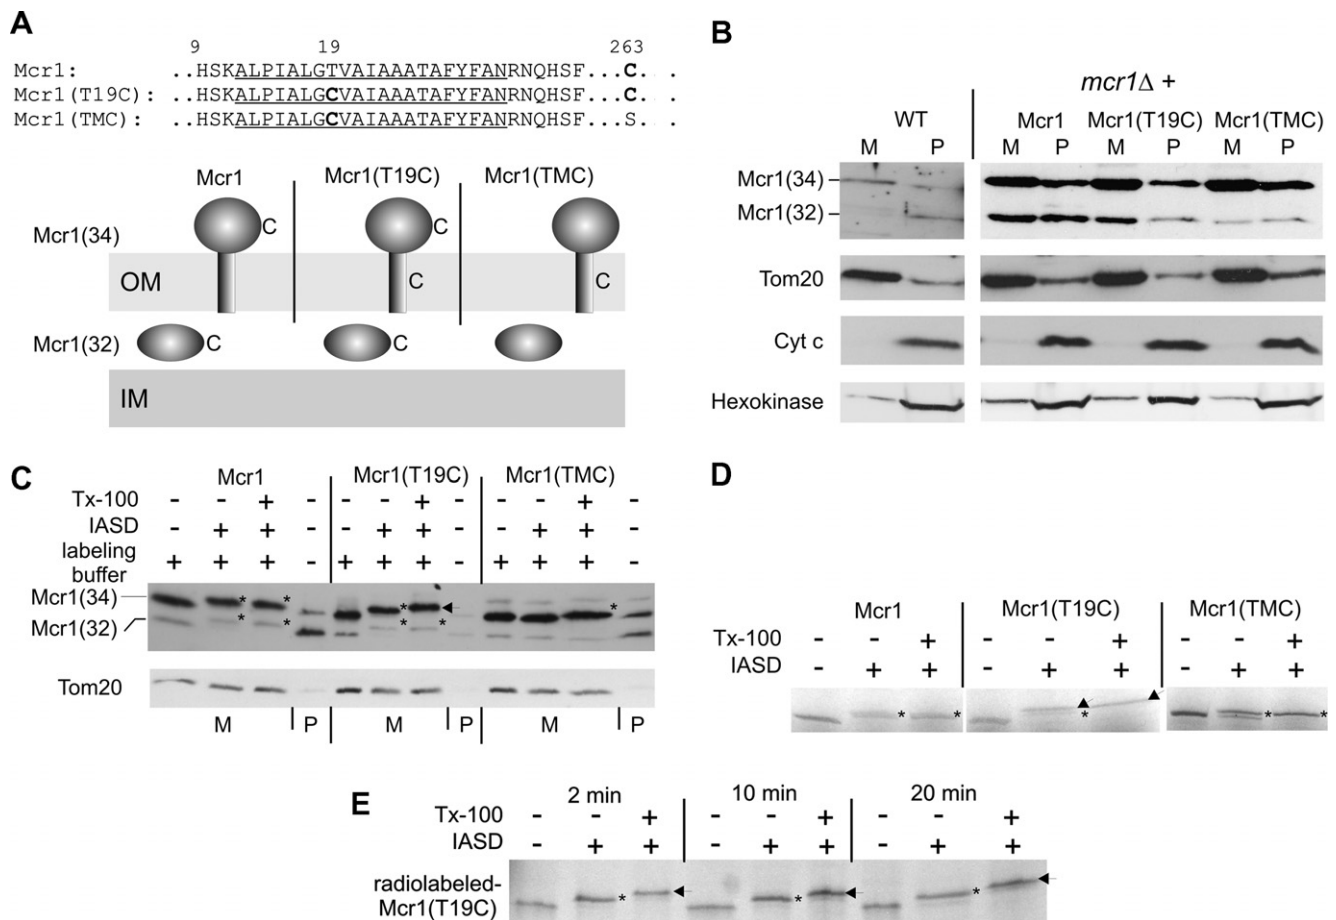 A
9 19 263
Mcr1: ..HSKALPIALGTVAIAAATAFYFANRNQHSF...C. ..
Mcr1(T19C): ..HSKALPIALGCVAIAAATAFYFANRNQHSF...C. ..
Mcr1(TMC): ..HSKALPIALGCVAIAAATAFYFANRNQHSF...S. ..
Mcr1 Mcr1(T19C) Mcr1(TMC)
Mcr1(34) C C
OM C C
Mcr1(32) C C
IM
B
mcr1Δ +
WT Mcr1 Mcr1(T19C) Mcr1(TMC)
M P M P M P M P
Mcr1(34)
Mcr1(32)
Tom20
Cyt c
Hexokinase
C
Mcr1 Mcr1(T19C) Mcr1(TMC)
Tx-100 - - + - - - + - - - + -
IASD - + + - - + + - - + + -
labeling buffer + + + - + + + - + + + -
Mcr1(34) * * * *
Mcr1(32) * * * *
Tom20
M P M P M P
D
Mcr1 Mcr1(T19C) Mcr1(TMC)
Tx-100 - - + - - + - - +
IASD - + + - + + - + +
* * * * *
E
2 min 10 min 20 min
Tx-100 - - + - - + - - +
IASD - + + - + + - + +
radiolabeled-
Mcr1(T19C) * * *